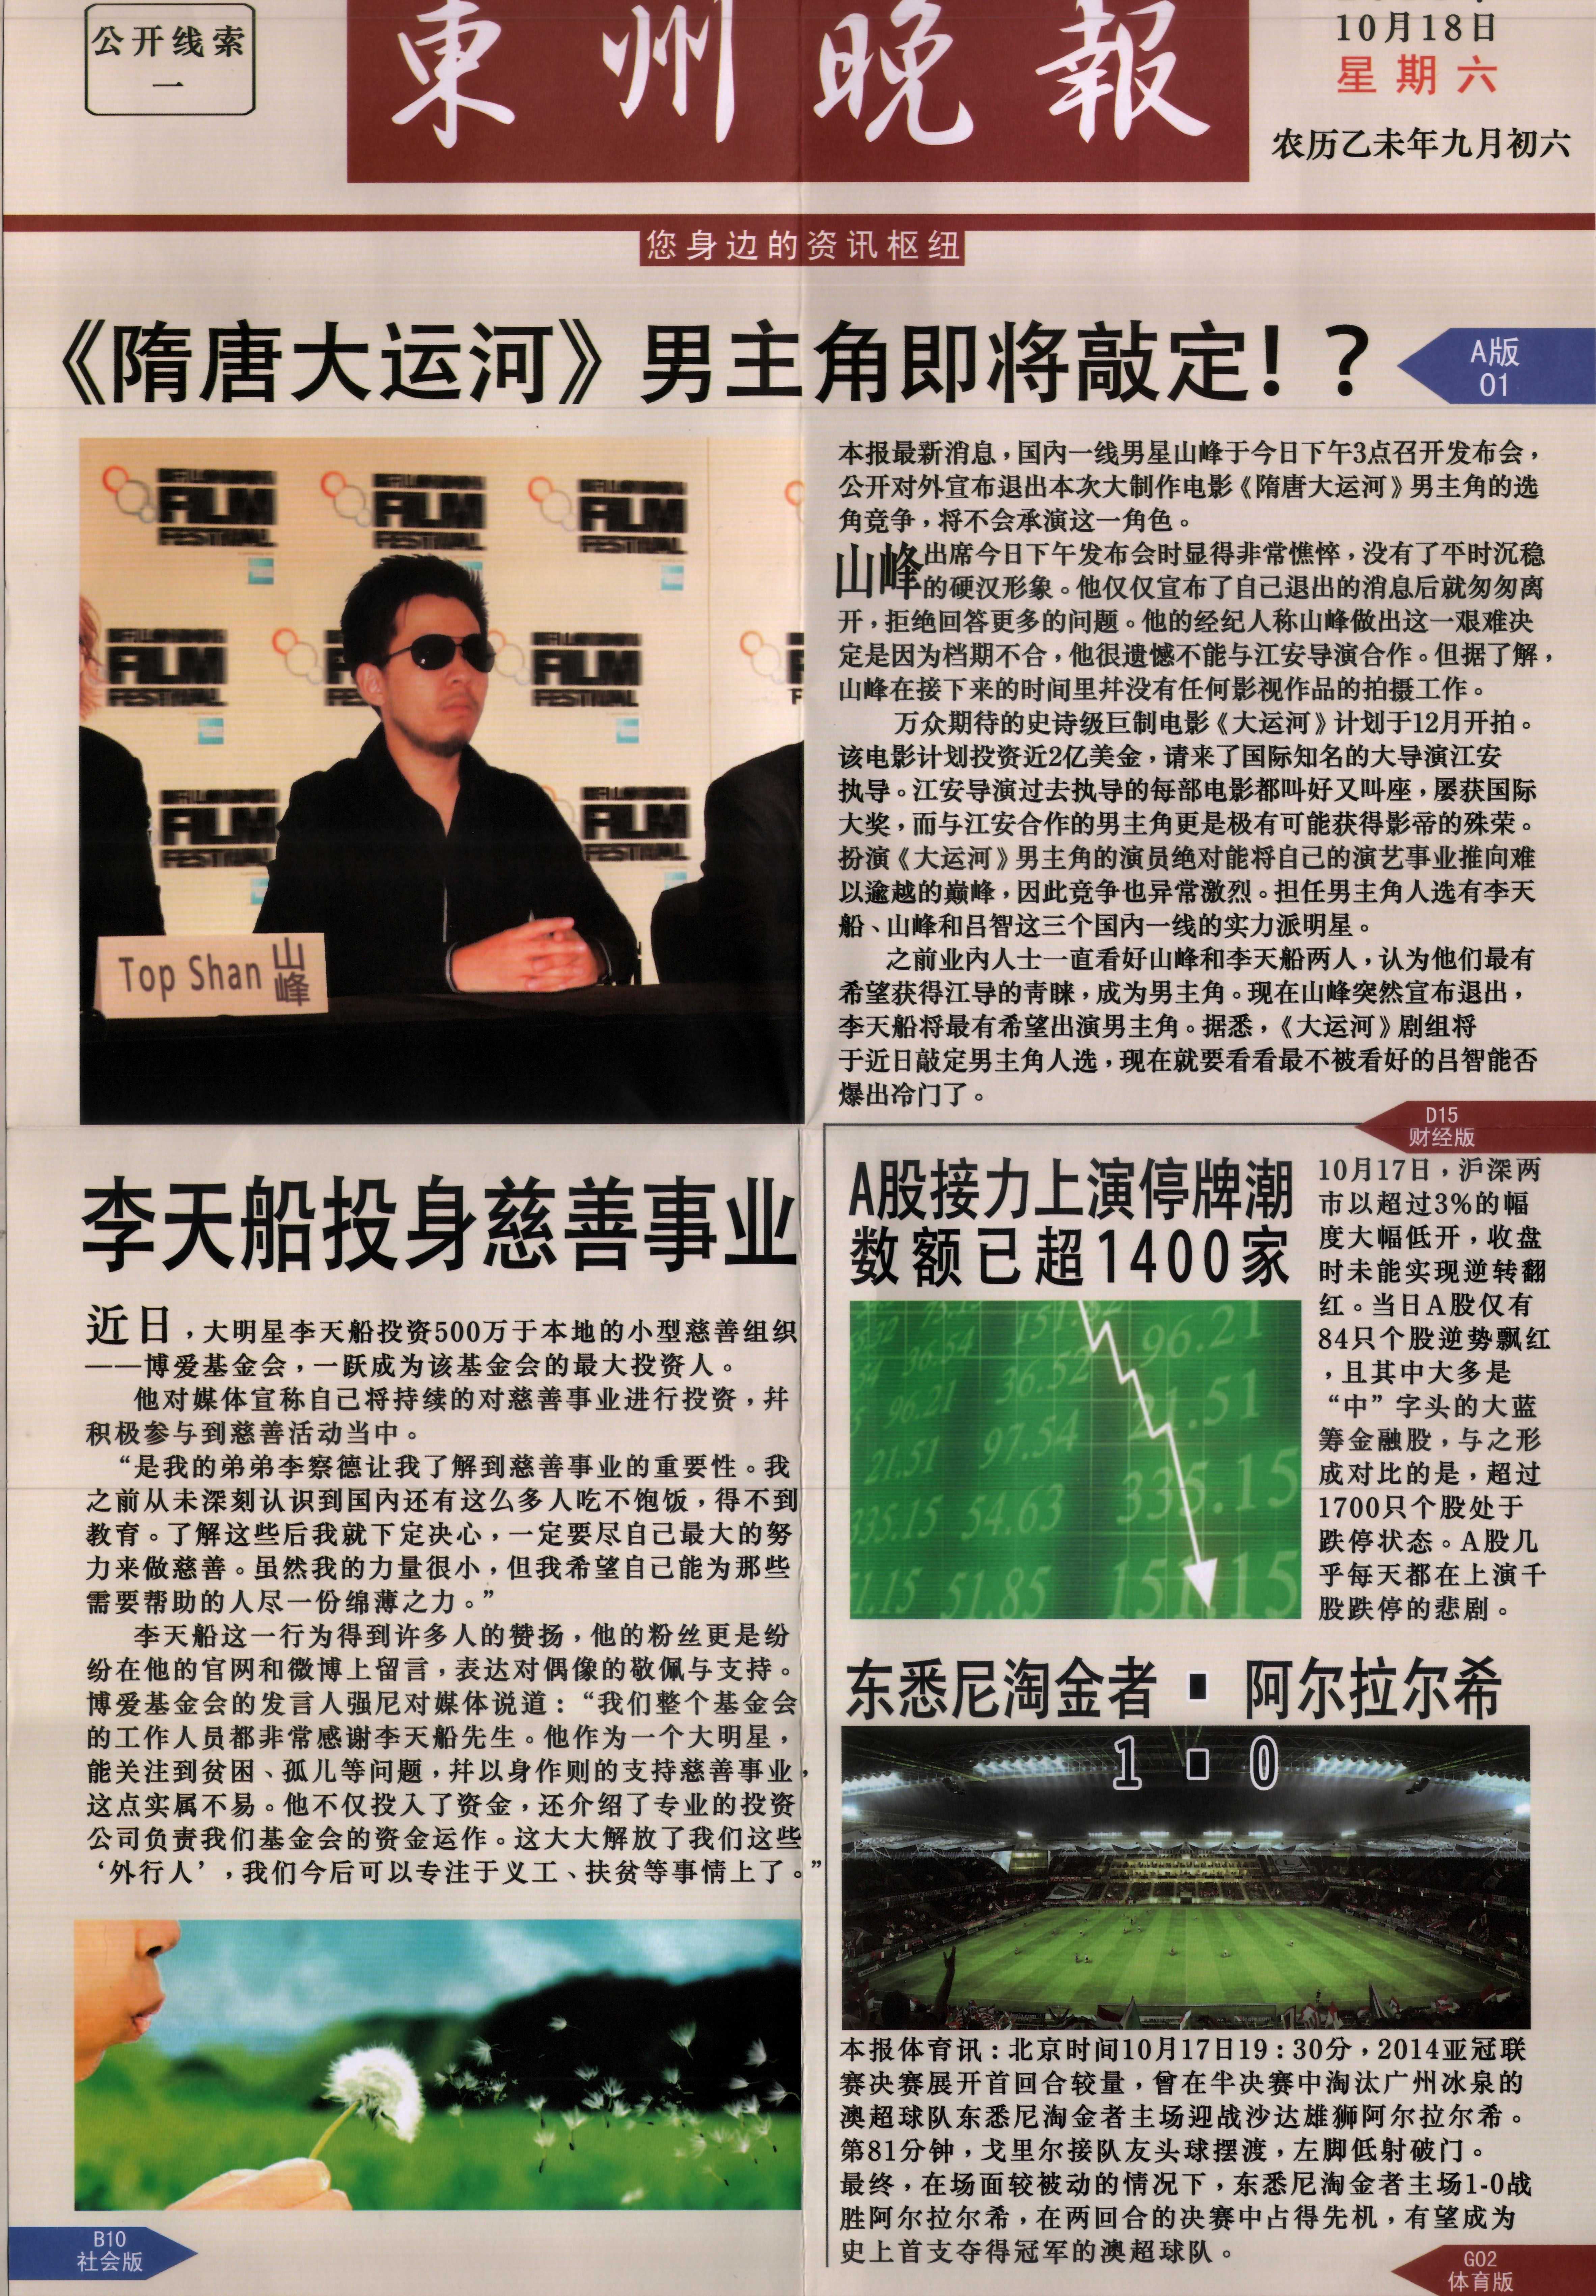 公开线索
一
東州晚報
10月18日
星期六
农历乙未年九月初六
您身边的资讯枢纽
《隋唐大运河》男主角即将敲定！？
A版
01
FILM
FESTIVAL
FILM
FESTIVAL
FILM
FESTIVAL
FILM
FESTIVAL
FILM
FESTIVAL
FILM
FESTIVAL
FILM
FESTIVAL
Top Shan 山峰
本报最新消息，国内一线男星山峰于今日下午3点召开发布会，
公开对外宣布退出本次大制作电影《隋唐大运河》男主角的选
角竞争，将不会承演这一角色。
山峰出席今日下午发布会时显得非常憔悴，没有了平时沉稳
的硬汉形象。他仅仅宣布了自己退出的消息后就匆匆离
开，拒绝回答更多的问题。他的经纪人称山峰做出这一艰难决
定是因为档期不合，他很遗憾不能与江安导演合作。但据了解，
山峰在接下来的时间里并没有任何影视作品的拍摄工作。
万众期待的史诗级巨制电影《大运河》计划于12月开拍。
该电影计划投资近2亿美金，请来了国际知名的大导演江安
执导。江安导演过去执导的每部电影都叫好又叫座，屡获国际
大奖，而与江安合作的男主角更是极有可能获得影帝的殊荣。
扮演《大运河》男主角的演员绝对能将自己的演艺事业推向难
以逾越的巅峰，因此竞争也异常激烈。担任男主角人选有李天
船、山峰和吕智这三个国内一线的实力派明星。
之前业内人士一直看好山峰和李天船两人，认为他们最有
希望获得江导的青睐，成为男主角。现在山峰突然宣布退出，
李天船将最有希望出演男主角。据悉，《大运河》剧组将
于近日敲定男主角人选，现在就要看看最不被看好的吕智能否
爆出冷门了。
李天船投身慈善事业
近日，大明星李天船投资500万于本地的小型慈善组织
——博爱基金会，一跃成为该基金会的最大投资人。
他对媒体宣称自己将持续的对慈善事业进行投资，并
积极参与到慈善活动当中。
“是我的弟弟李察德让我了解到慈善事业的重要性。我
之前从未深刻认识到国内还有这么多人吃不饱饭，得不到
教育。了解这些后我就下定决心，一定要尽自己最大的努
力来做慈善。虽然我的力量很小，但我希望自己能为那些
需要帮助的人尽一份绵薄之力。”
李天船这一行为得到许多人的赞扬，他的粉丝更是纷
纷在他的官网和微博上留言，表达对偶像的敬佩与支持。
博爱基金会的发言人强尼对媒体说道：“我们整个基金会
的工作人员都非常感谢李天船先生。他作为一个大明星，
能关注到贫困、孤儿等问题，并以身作则的支持慈善事业，
这点实属不易。他不仅投入了资金，还介绍了专业的投资
公司负责我们基金会的资金运作。这大大解放了我们这些
‘外行人’，我们今后可以专注于义工、扶贫等事情上了。”
B10
社会版
D15
财经版
A股接力上演停牌潮
数额已超1400家
96.21
36.52
21.51
96.21
21.51 97.54
335.15
335.15 54.63
51.15 51.85 151.15
10月17日，沪深两
市以超过3%的幅
度大幅低开，收盘
时未能实现逆转翻
红。当日A股仅有
84只个股逆势飘红
，且其中大多是
“中”字头的大蓝
筹金融股，与之形
成对比的是，超过
1700只个股处于
跌停状态。A股几
乎每天都在上演千
股跌停的悲剧。
东悉尼淘金者：阿尔拉尔希
1：0
本报体育讯：北京时间10月17日19：30分，2014亚冠联
赛决赛展开首回合较量，曾在半决赛中淘汰广州冰泉的
澳超球队东悉尼淘金者主场迎战沙达雄狮阿尔拉尔希。
第81分钟，戈里尔接队友头球摆渡，左脚低射破门。
最终，在场面较被动的情况下，东悉尼淘金者主场1-0战
胜阿尔拉尔希，在两回合的决赛中占得先机，有望成为
史上首支夺得冠军的澳超球队。
G02
体育版